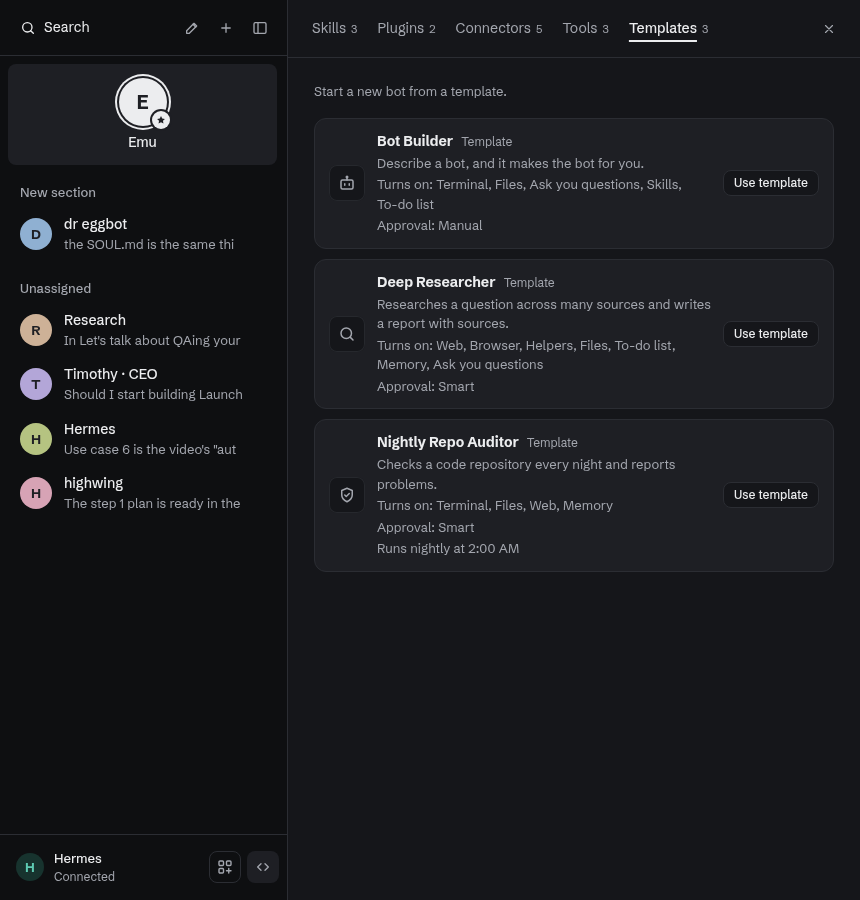 Search
E
Emu
New section
D
dr eggbot
the SOUL.md is the same thi
Unassigned
R
Research
In Let's talk about QAing your
T
Timothy · CEO
Should I start building Launch
H
Hermes
Use case 6 is the video's "aut
H
highwing
The step 1 plan is ready in the
H
Hermes
Connected
Skills 3 Plugins 2 Connectors 5 Tools 3 Templates 3
Start a new bot from a template.
Bot Builder Template
Describe a bot, and it makes the bot for you.
Turns on: Terminal, Files, Ask you questions, Skills,
To-do list
Approval: Manual
Use template
Deep Researcher Template
Researches a question across many sources and writes
a report with sources.
Turns on: Web, Browser, Helpers, Files, To-do list,
Memory, Ask you questions
Approval: Smart
Use template
Nightly Repo Auditor Template
Checks a code repository every night and reports
problems.
Turns on: Terminal, Files, Web, Memory
Approval: Smart
Runs nightly at 2:00 AM
Use template